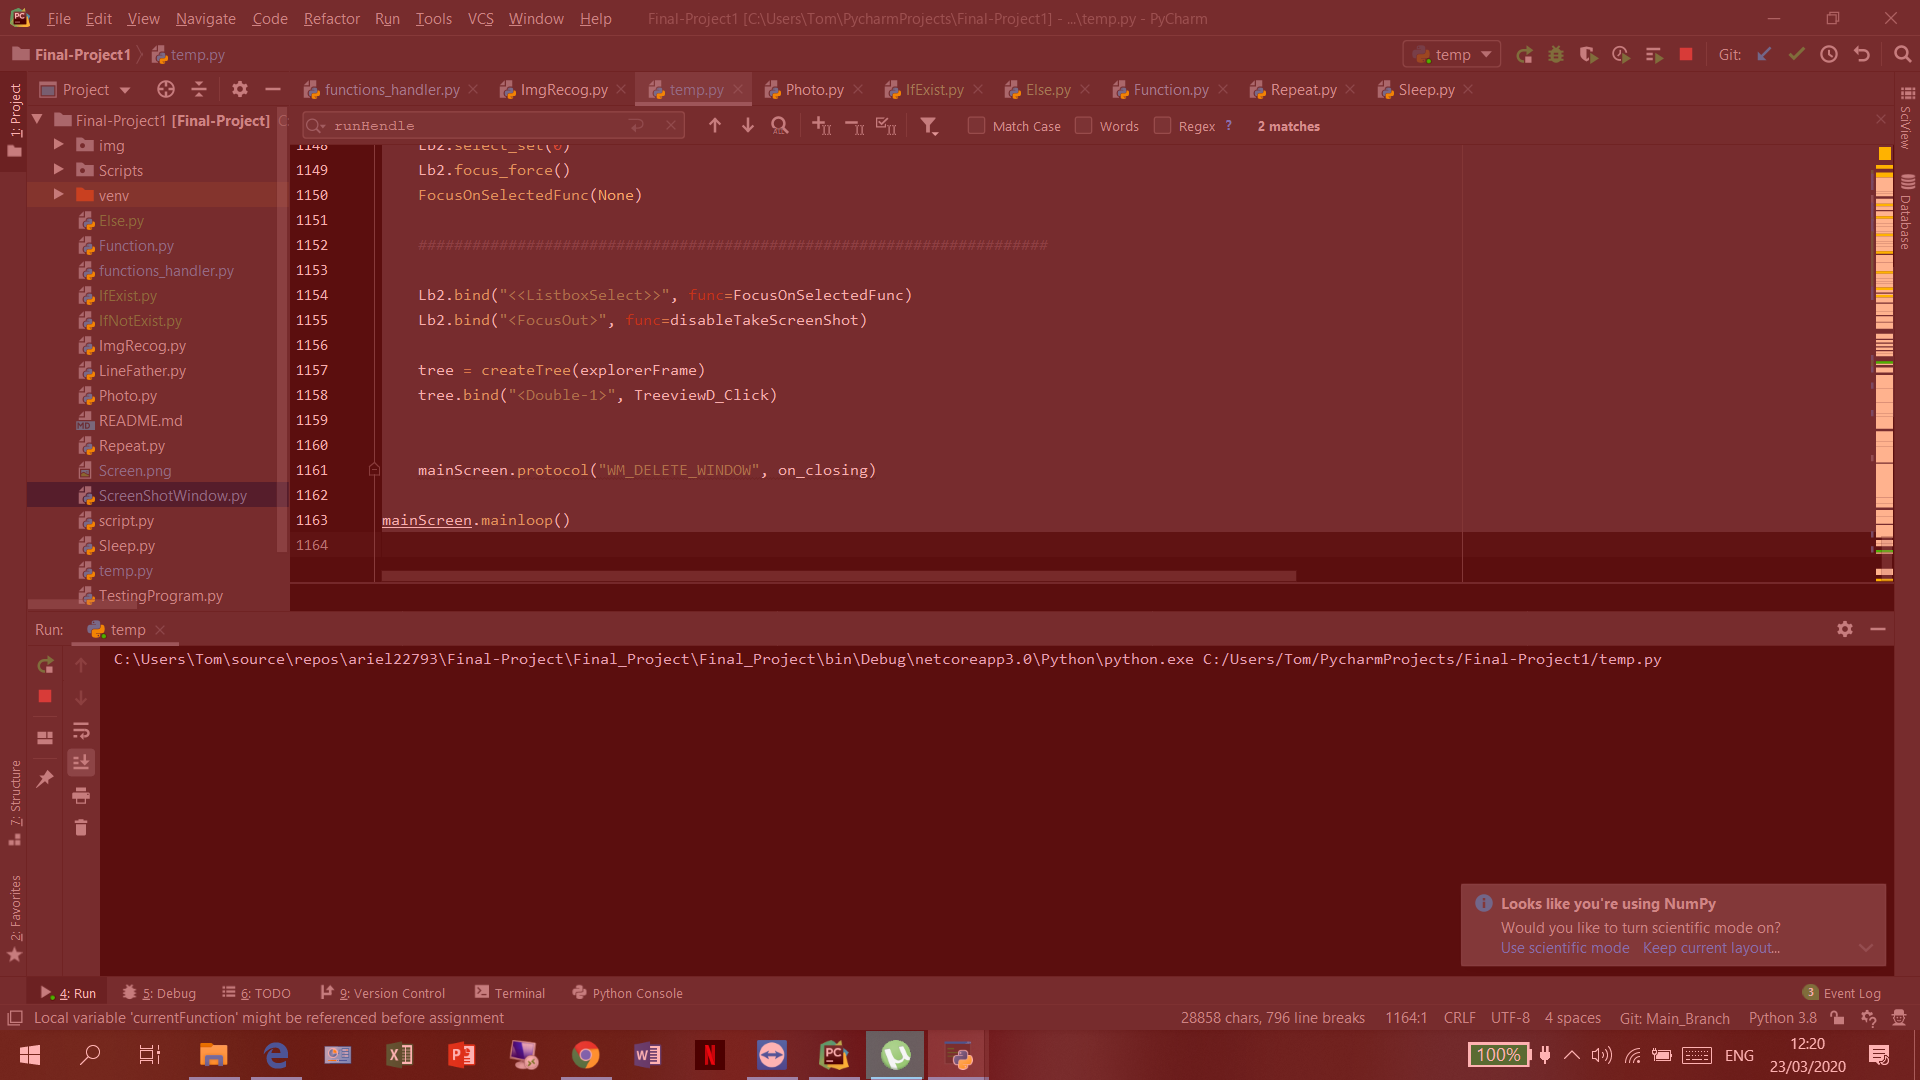 File Edit View Navigate Code Refactor Run Tools VCS Window Help Final-Project1 [C:\Users\Tom\PycharmProjects\Final-Project1] - ...\temp.py - PyCharm
Final-Project1 temp.py temp Git:
1: Project
Project
functions_handler.py ImgRecog.py temp.py Photo.py IfExist.py Else.py Function.py Repeat.py Sleep.py
runHendle Match Case Words Regex ? 2 matches
Final-Project1 [Final-Project]
img
Scripts
venv
Else.py
Function.py
functions_handler.py
IfExist.py
IfNotExist.py
ImgRecog.py
LineFather.py
Photo.py
README.md
Repeat.py
Screen.png
ScreenShotWindow.py
script.py
Sleep.py
temp.py
TestingProgram.py
1148 Lb2.select_set(0)
1149 Lb2.focus_force()
1150 FocusOnSelectedFunc(None)
1151
1152 ######################################################################
1153
1154 Lb2.bind("<<ListboxSelect>>", func=FocusOnSelectedFunc)
1155 Lb2.bind("<FocusOut>", func=disableTakeScreenShot)
1156
1157 tree = createTree(explorerFrame)
1158 tree.bind("<Double-1>", TreeviewD_Click)
1159
1160
1161 mainScreen.protocol("WM_DELETE_WINDOW", on_closing)
1162
1163 mainScreen.mainloop()
1164
SciView
Database
Run: temp
C:\Users\Tom\source\repos\ariel22793\Final-Project\Final_Project\Final_Project\bin\Debug\netcoreapp3.0\Python\python.exe C:/Users/Tom/PycharmProjects/Final-Project1/temp.py
7: Structure
2: Favorites
Looks like you're using NumPy
Would you like to turn scientific mode on?
Use scientific mode Keep current layout...
4: Run 5: Debug 6: TODO 9: Version Control Terminal Python Console 3 Event Log
Local variable 'currentFunction' might be referenced before assignment 28858 chars, 796 line breaks 1164:1 CRLF UTF-8 4 spaces Git: Main_Branch Python 3.8
100% ENG 12:20
23/03/2020